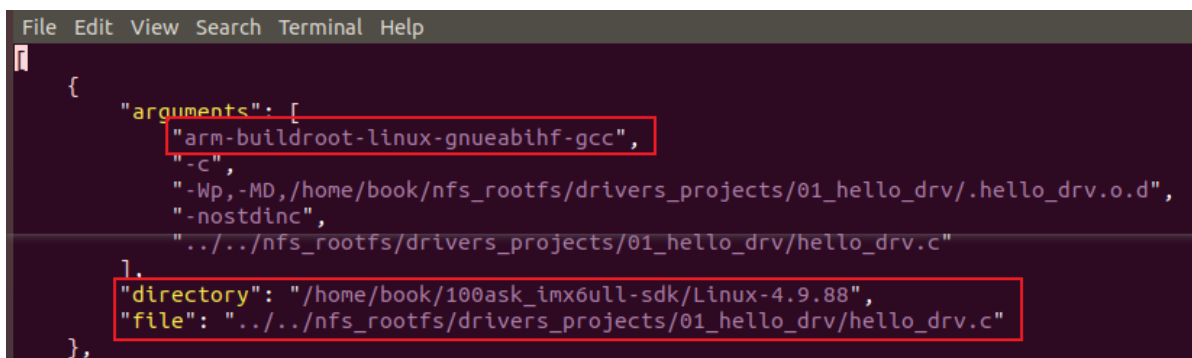 File Edit View Search Terminal Help
[
{
"arguments": [
"arm-buildroot-linux-gnueabihf-gcc",
"-c",
"-Wp,-MD,/home/book/nfs_rootfs/drivers_projects/01_hello_drv/.hello_drv.o.d",
"-nostdinc",
"../../nfs_rootfs/drivers_projects/01_hello_drv/hello_drv.c"
],
"directory": "/home/book/100ask_imx6ull-sdk/Linux-4.9.88",
"file": "../../nfs_rootfs/drivers_projects/01_hello_drv/hello_drv.c"
},